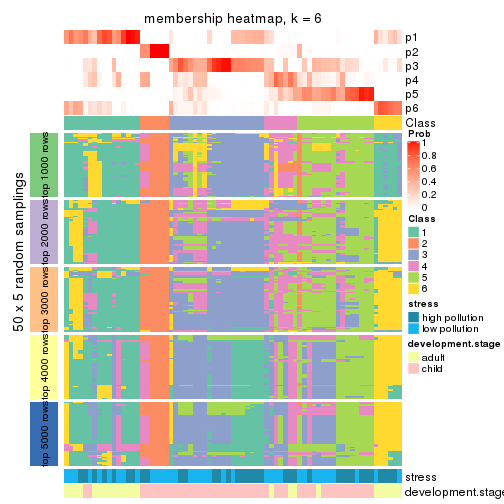 membership heatmap, k = 6
p1
p2
p3
p4
p5
p6
Class
50 x 5 random samplings
top 1000 rows
top 2000 rows
top 3000 rows
top 4000 rows
top 5000 rows
Prob
1
0.8
0.6
0.4
0.2
0
Class
1
2
3
4
5
6
stress
high pollution
low pollution
development.stage
adult
child
stress
development.stage